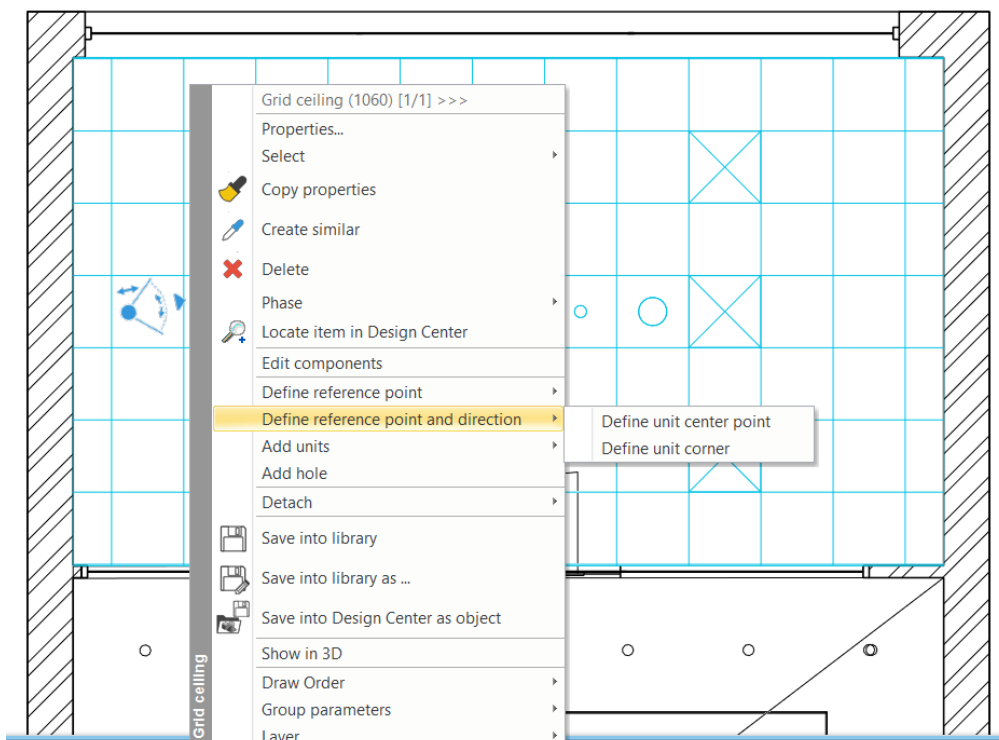 Grid ceiling (1060) [1/1] >>>
Properties...
Select
Copy properties
Create similar
Delete
Phase
Locate item in Design Center
Edit components
Define reference point
Define reference point and direction
Define unit center point
Define unit corner
Add units
Add hole
Detach
Save into library
Save into library as ...
Save into Design Center as object
Show in 3D
Draw Order
Group parameters
Layer
Grid ceiling